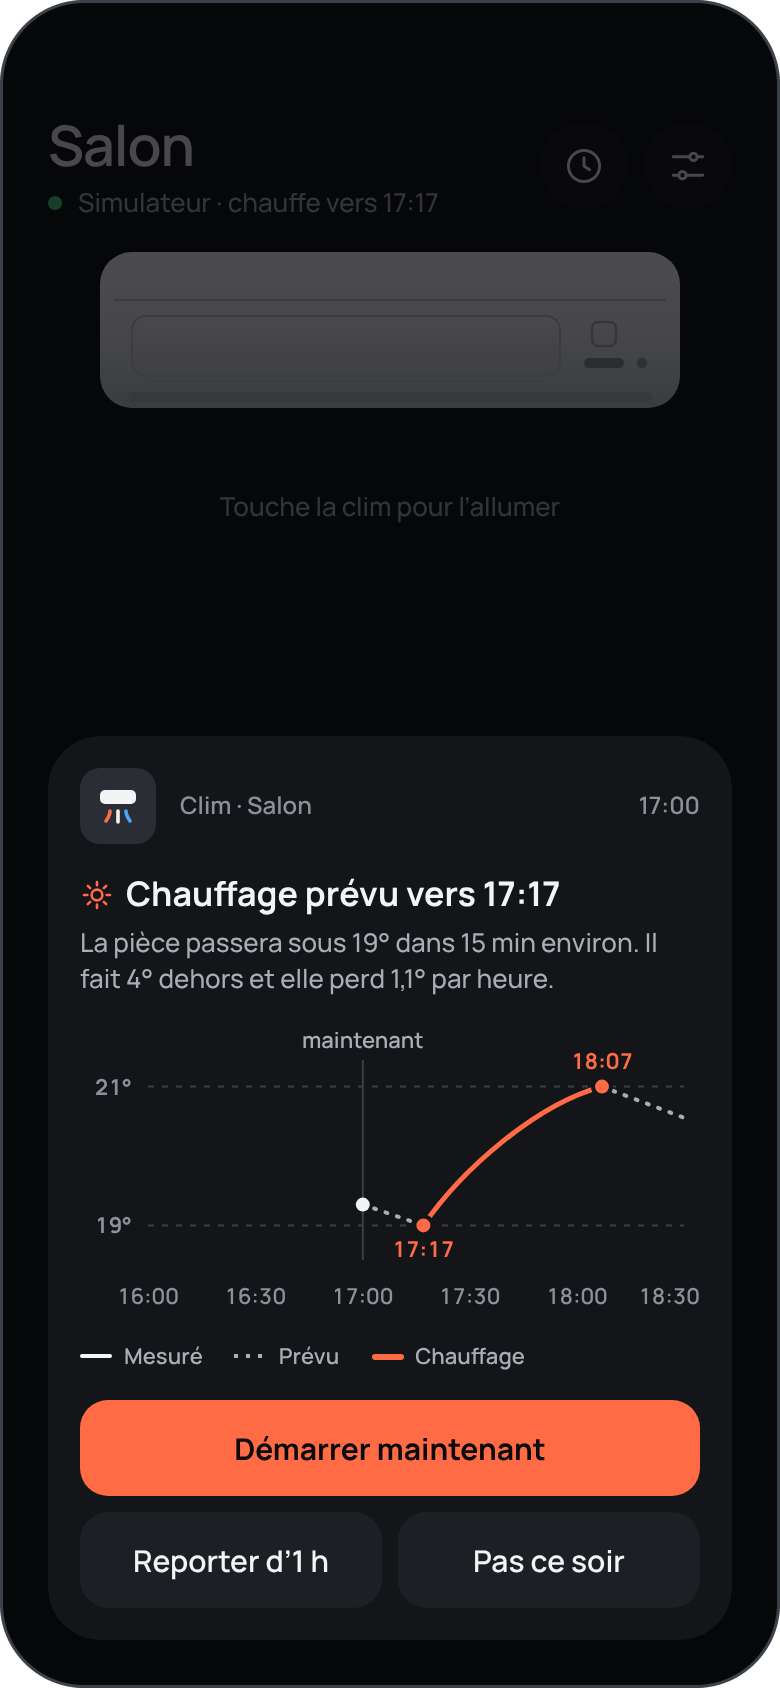 Salon
Simulateur · chauffe vers 17:17
Touche la clim pour l’allumer
Clim · Salon
17:00
Chauffage prévu vers 17:17
La pièce passera sous 19° dans 15 min environ. Il
fait 4° dehors et elle perd 1,1° par heure.
maintenant
18:07
21°
19°
17:17
16:00 16:30 17:00 17:30 18:00 18:30
Mesuré Prévu Chauffage
Démarrer maintenant
Reporter d’1 h
Pas ce soir